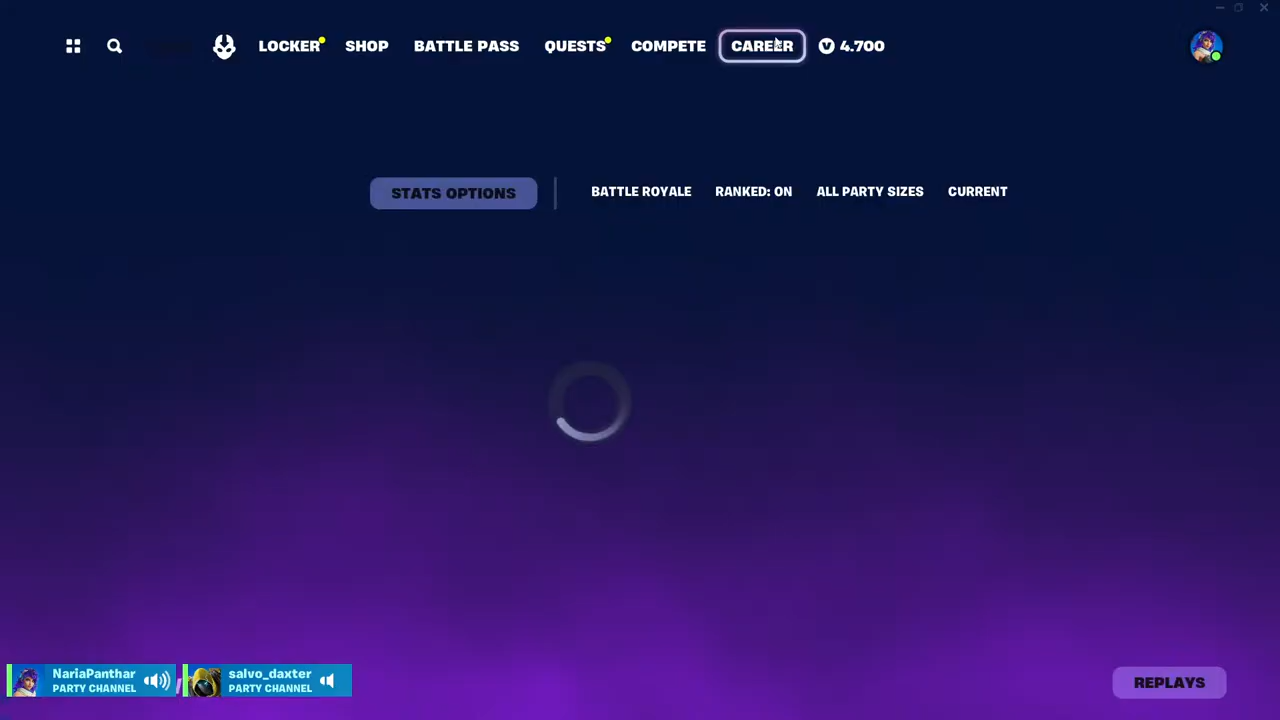 LOCKER SHOP BATTLE PASS QUESTS COMPETE CAREER V 4.700
STATS OPTIONS BATTLE ROYALE RANKED: ON ALL PARTY SIZES CURRENT
NariaPanthar
PARTY CHANNEL
salvo_daxter
PARTY CHANNEL
REPLAYS